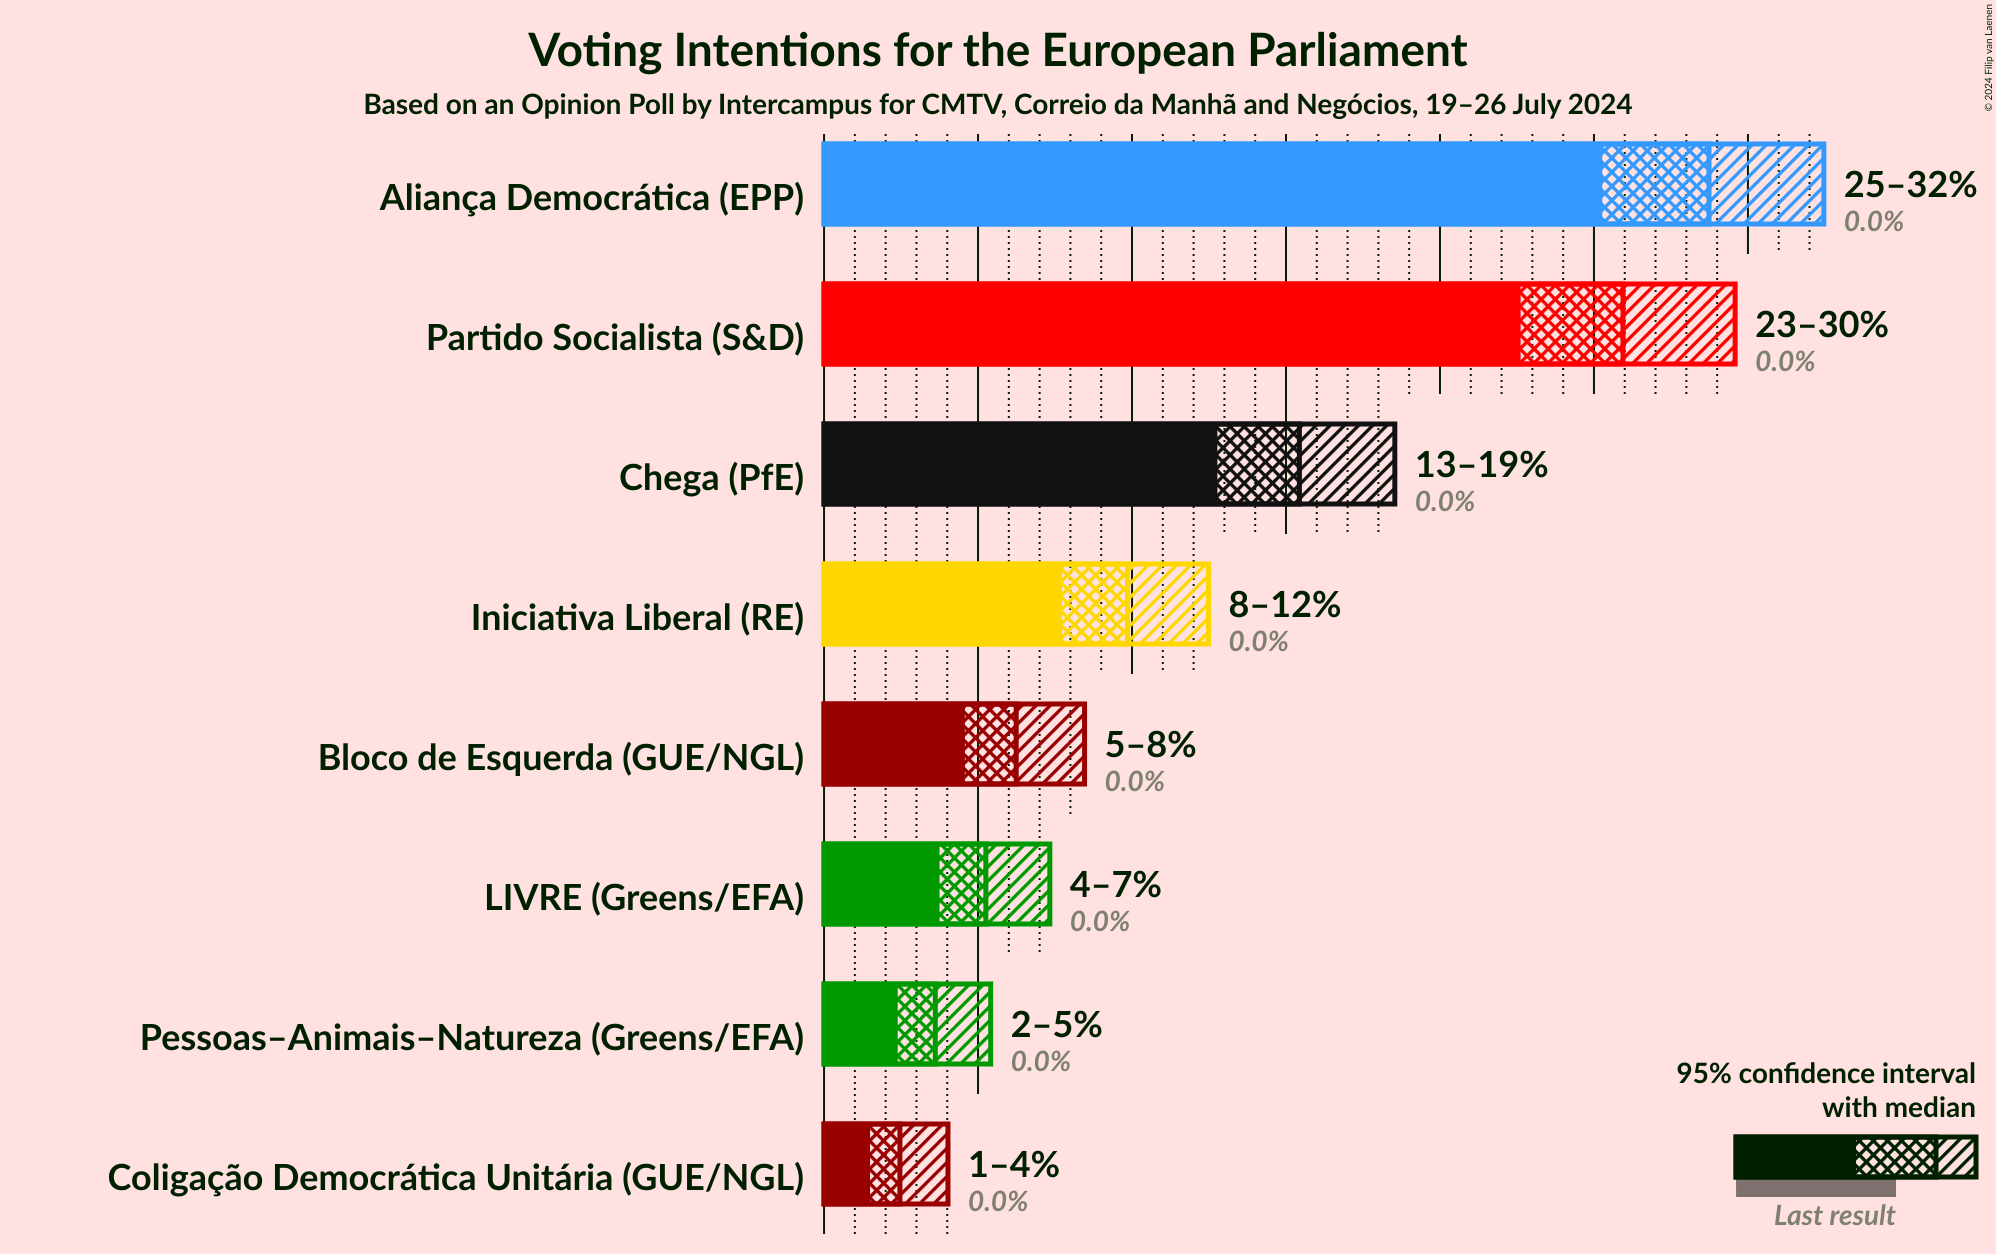 Voting Intentions for the European Parliament
Based on an Opinion Poll by Intercampus for CMTV, Correio da Manhã and Negócios, 19–26 July 2024
© 2024 Filip van Laenen
Aliança Democrática (EPP)
25–32%
0.0%
Partido Socialista (S&D)
23–30%
0.0%
Chega (PfE)
13–19%
0.0%
Iniciativa Liberal (RE)
8–12%
0.0%
Bloco de Esquerda (GUE/NGL)
5–8%
0.0%
LIVRE (Greens/EFA)
4–7%
0.0%
Pessoas–Animais–Natureza (Greens/EFA)
2–5%
0.0%
Coligação Democrática Unitária (GUE/NGL)
1–4%
0.0%
95% confidence interval
with median
Last result